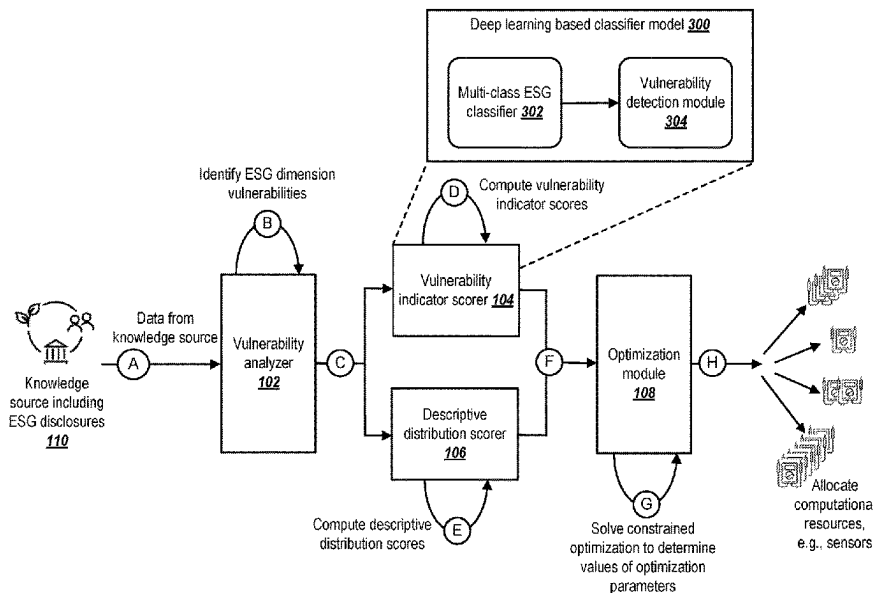 Deep learning based classifier model 300
Multi-class ESG
classifier 302
Vulnerability
detection module
304
Identify ESG dimension
vulnerabilities
B
D
Compute vulnerability
indicator scores
Vulnerability
indicator scorer 104
Data from
knowledge source
A
Knowledge
source including
ESG disclosures
110
Vulnerability
analyzer
102
C
F
Optimization
module
108
H
Descriptive
distribution scorer
106
E
Compute descriptive
distribution scores
G
Solve constrained
optimization to determine
values of optimization
parameters
Allocate
computationa
resources,
e.g., sensors